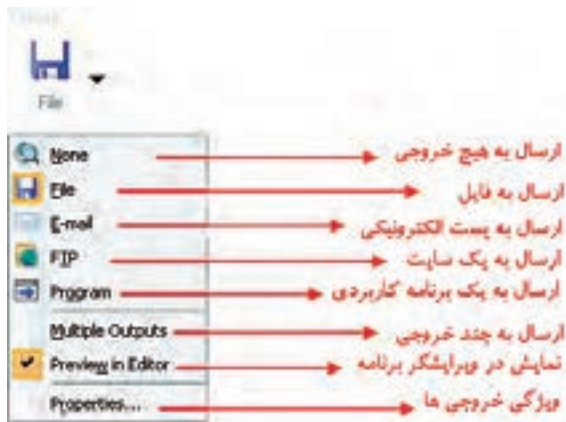 File
None ارسال به هیچ خروجی
File ارسال به فایل
E-mail ارسال به پست الکترونیکی
FTP ارسال به یک سایت
Program ارسال به یک برنامه کاربردی
Multiple Outputs ارسال به چند خروجی
Preview in Editor نمایش در ویرایشگر برنامه
Properties... ویژگی خروجی ها